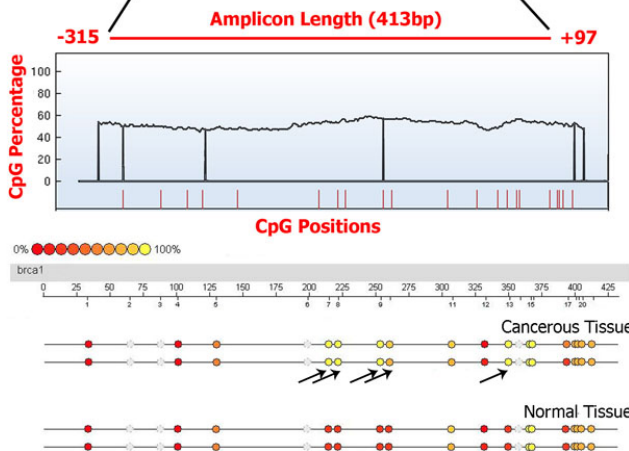 Amplicon Length (413bp)
-315
+97
CpG Percentage
100
80
60
40
20
0
CpG Positions
0% 100%
brca1
0 25 50 75 100 125 150 175 200 225 250 275 300 325 350 375 400 425
1 2 3 4 5 6 7 8 9 11 12 13 15 17 20
Cancerous Tissue
Normal Tissue